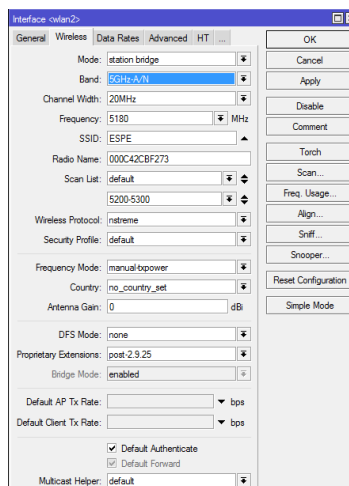 Interface <wlan2>
General Wireless Data Rates Advanced HT ...
Mode: station bridge
Band: 5GHz-A/N
Channel Width: 20MHz
Frequency: 5180 MHz
SSID: ESPE
Radio Name: 000C42CBF273
Scan List: default
5200-5300
Wireless Protocol: nstreme
Security Profile: default
Frequency Mode: manual-txpower
Country: no_country_set
Antenna Gain: 0 dBi
DFS Mode: none
Proprietary Extensions: post-2.9.25
Bridge Mode: enabled
Default AP Tx Rate: bps
Default Client Tx Rate: bps
Default Authenticate
Default Forward
Multicast Helper: default
OK
Cancel
Apply
Disable
Comment
Torch
Scan...
Freq. Usage...
Align...
Sniff...
Snooper...
Reset Configuration
Simple Mode